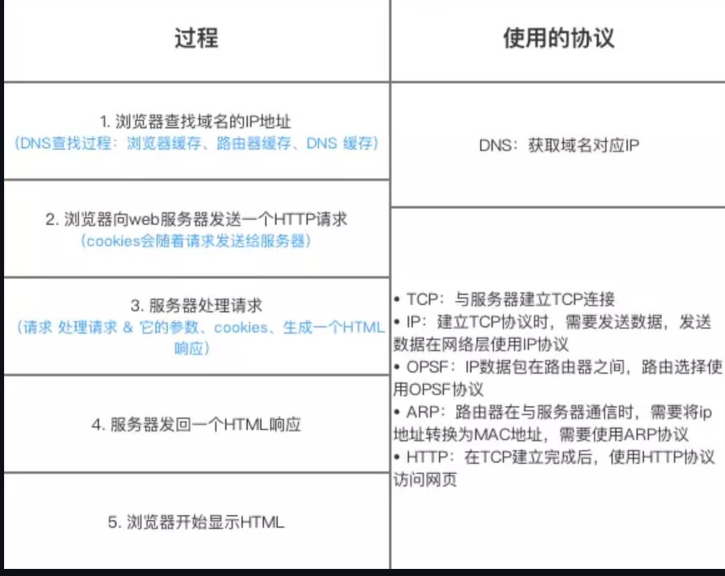 过程
使用的协议
1. 浏览器查找域名的IP地址
（DNS查找过程：浏览器缓存、路由器缓存、DNS 缓存）
DNS：获取域名对应IP
2. 浏览器向web服务器发送一个HTTP请求
（cookies会随着请求发送给服务器）
3. 服务器处理请求
（请求 处理请求 & 它的参数、cookies、生成一个HTML
响应）
4. 服务器发回一个HTML响应
5. 浏览器开始显示HTML
• TCP：与服务器建立TCP连接
• IP：建立TCP协议时，需要发送数据，发送
数据在网络层使用IP协议
• OPSF：IP数据包在路由器之间，路由选择使
用OPSF协议
• ARP：路由器在与服务器通信时，需要将ip
地址转换为MAC地址，需要使用ARP协议
• HTTP：在TCP建立完成后，使用HTTP协议
访问网页